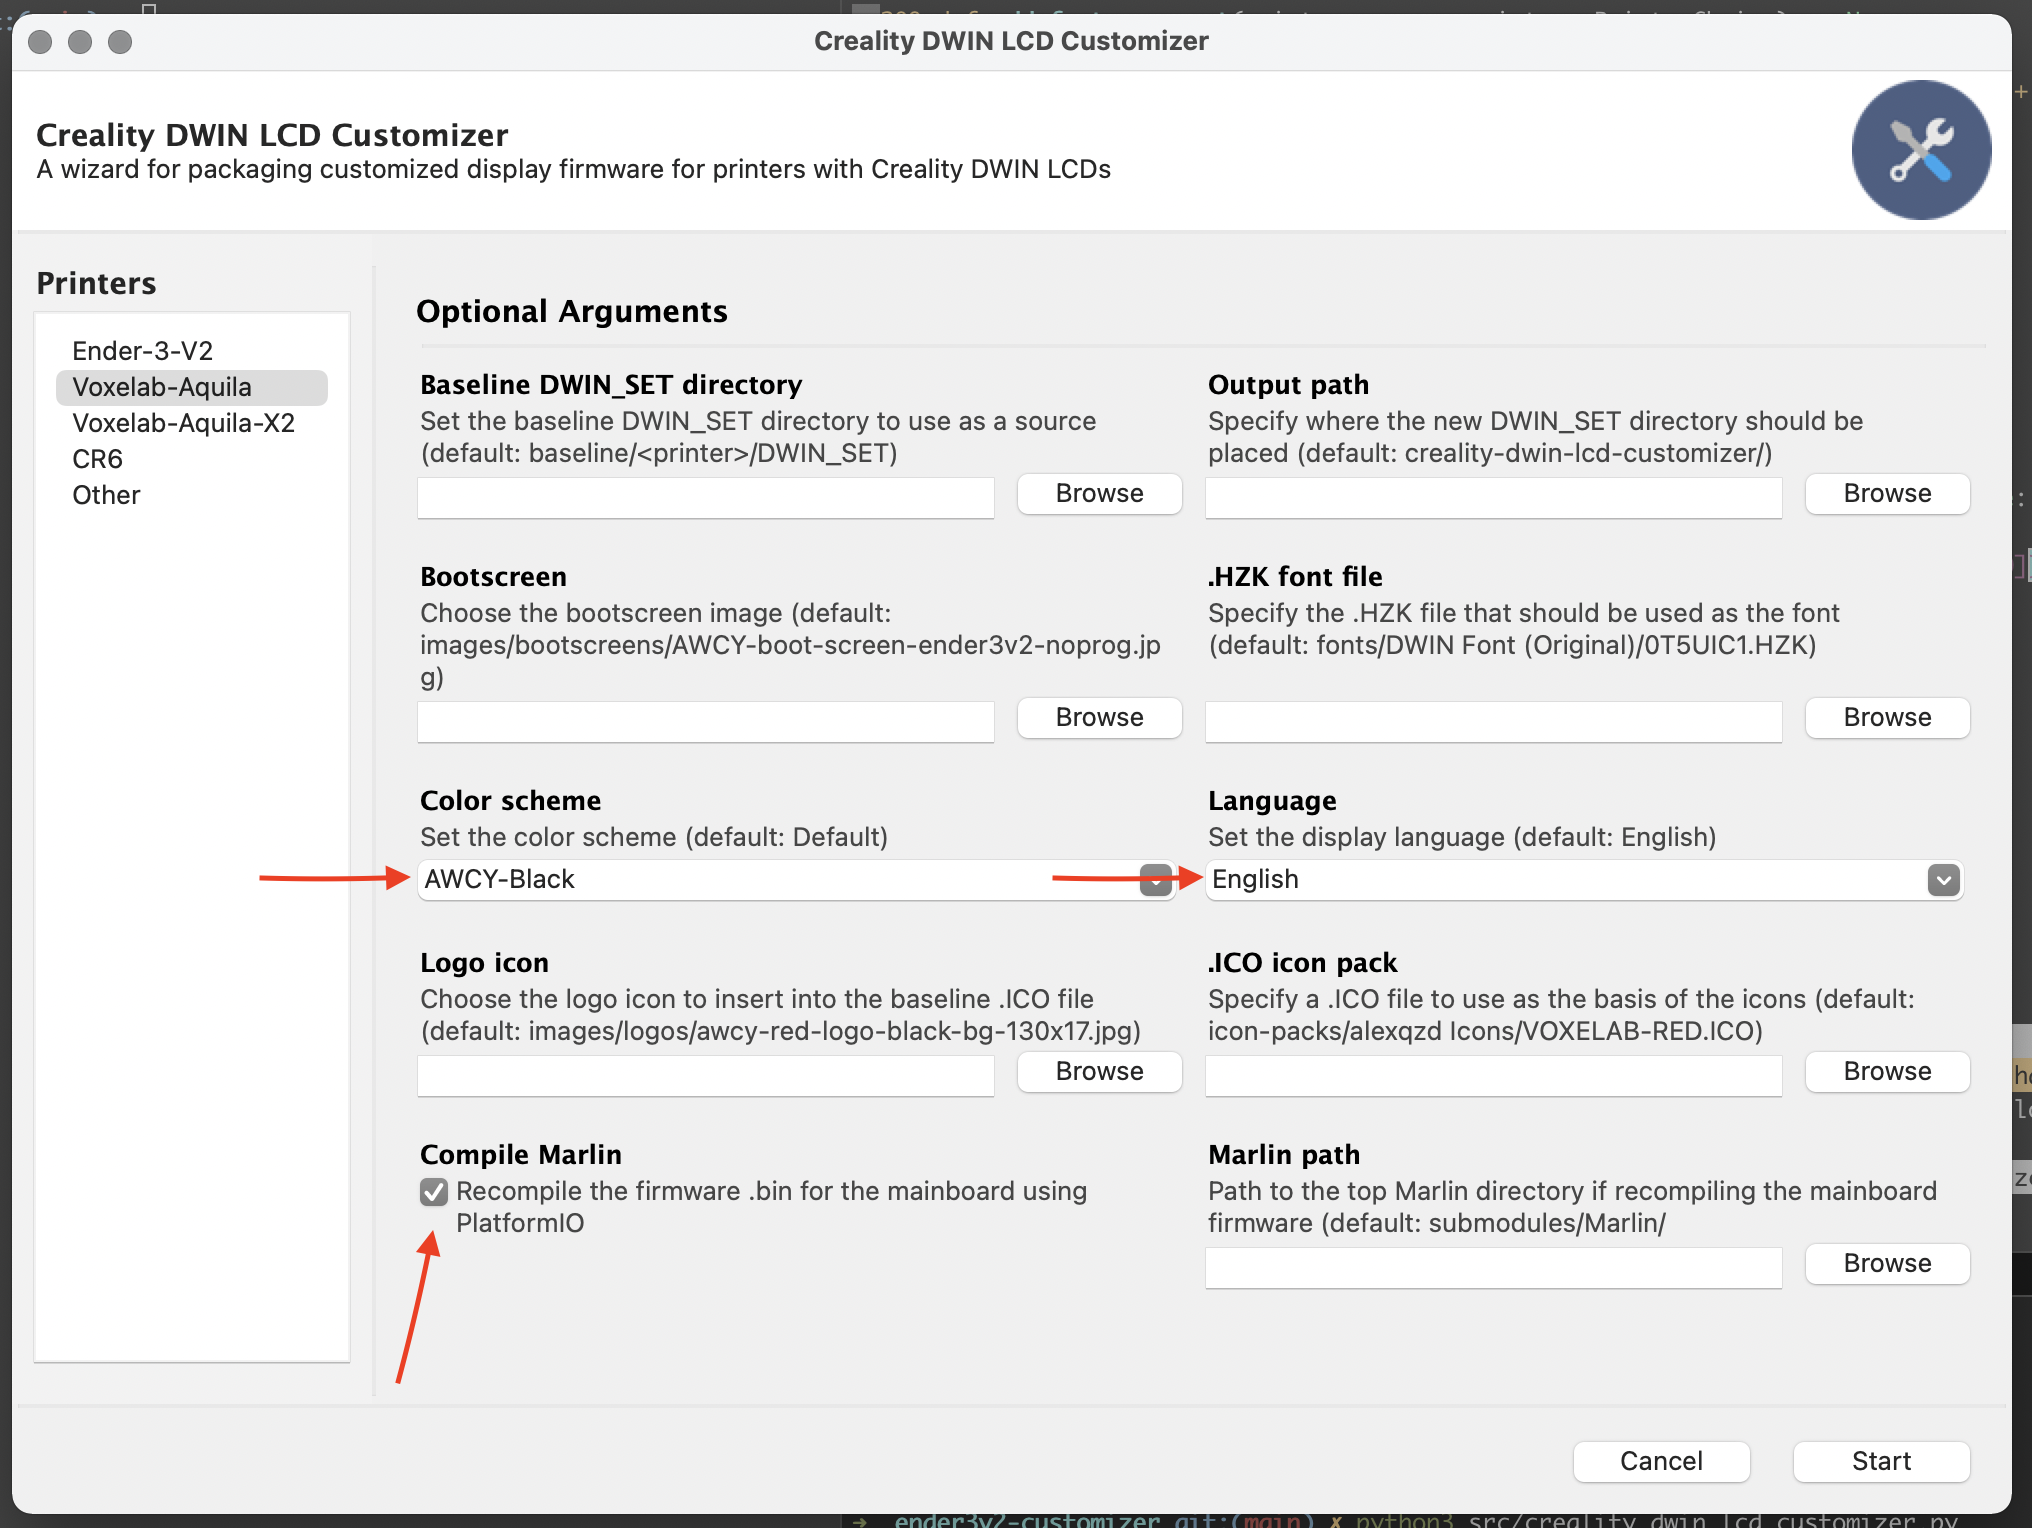 Creality DWIN LCD Customizer
Creality DWIN LCD Customizer
A wizard for packaging customized display firmware for printers with Creality DWIN LCDs
Printers
Ender-3-V2
Voxelab-Aquila
Voxelab-Aquila-X2
CR6
Other
Optional Arguments
Baseline DWIN_SET directory
Set the baseline DWIN_SET directory to use as a source
(default: baseline/<printer>/DWIN_SET)
Browse
Output path
Specify where the new DWIN_SET directory should be
placed (default: creality-dwin-lcd-customizer/)
Browse
Bootscreen
Choose the bootscreen image (default:
images/bootscreens/AWCY-boot-screen-ender3v2-noprog.jp
g)
Browse
.HZK font file
Specify the .HZK file that should be used as the font
(default: fonts/DWIN Font (Original)/0T5UIC1.HZK)
Browse
Color scheme
Set the color scheme (default: Default)
AWCY-Black
Language
Set the display language (default: English)
English
Logo icon
Choose the logo icon to insert into the baseline .ICO file
(default: images/logos/awcy-red-logo-black-bg-130x17.jpg)
Browse
.ICO icon pack
Specify a .ICO file to use as the basis of the icons (default:
icon-packs/alexqzd Icons/VOXELAB-RED.ICO)
Browse
Compile Marlin
Recompile the firmware .bin for the mainboard using
PlatformIO
Marlin path
Path to the top Marlin directory if recompiling the mainboard
firmware (default: submodules/Marlin/
Browse
Cancel
Start
ender3v2-customizer git:(main) ✗ python3 src/creality_dwin_lcd_customizer.py